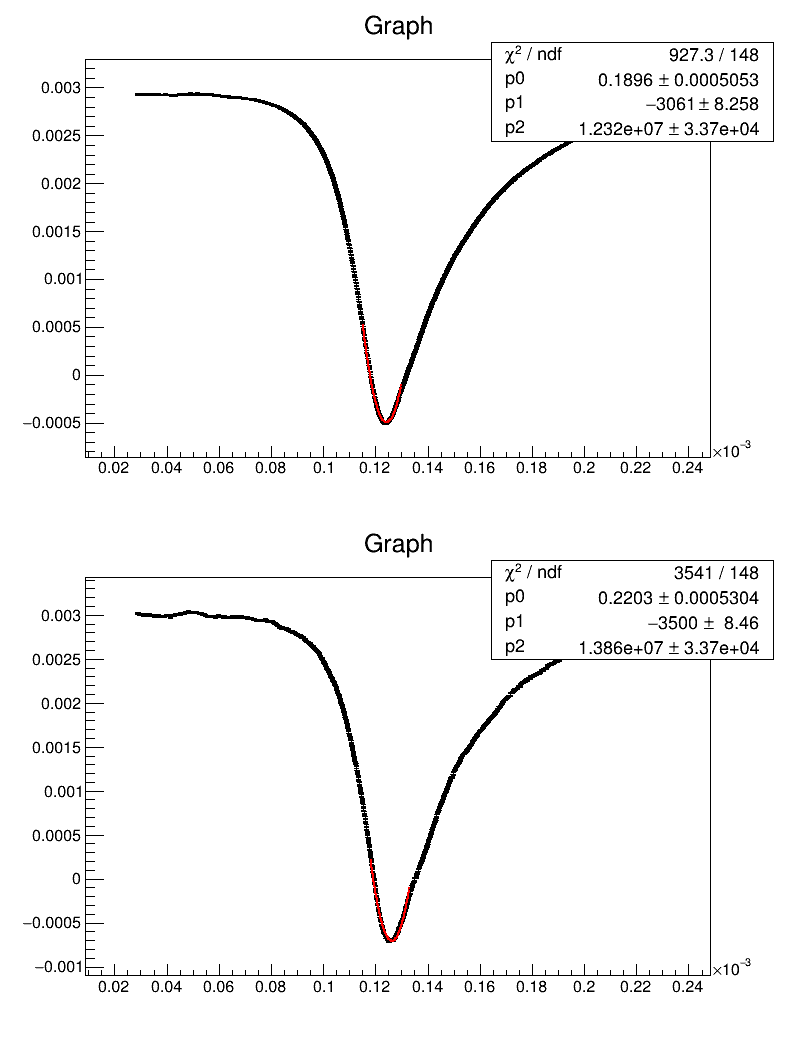 Graph
χ² / ndf 927.3 / 148
p0 0.1896 ± 0.0005053
p1 −3061 ± 8.258
p2 1.232e+07 ± 3.37e+04
0.003
0.0025
0.002
0.0015
0.001
0.0005
0
−0.0005
0.02 0.04 0.06 0.08 0.1 0.12 0.14 0.16 0.18 0.2 0.22 0.24
×10⁻³
Graph
χ² / ndf 3541 / 148
p0 0.2203 ± 0.0005304
p1 −3500 ± 8.46
p2 1.386e+07 ± 3.37e+04
0.003
0.0025
0.002
0.0015
0.001
0.0005
0
−0.0005
−0.001
0.02 0.04 0.06 0.08 0.1 0.12 0.14 0.16 0.18 0.2 0.22 0.24
×10⁻³